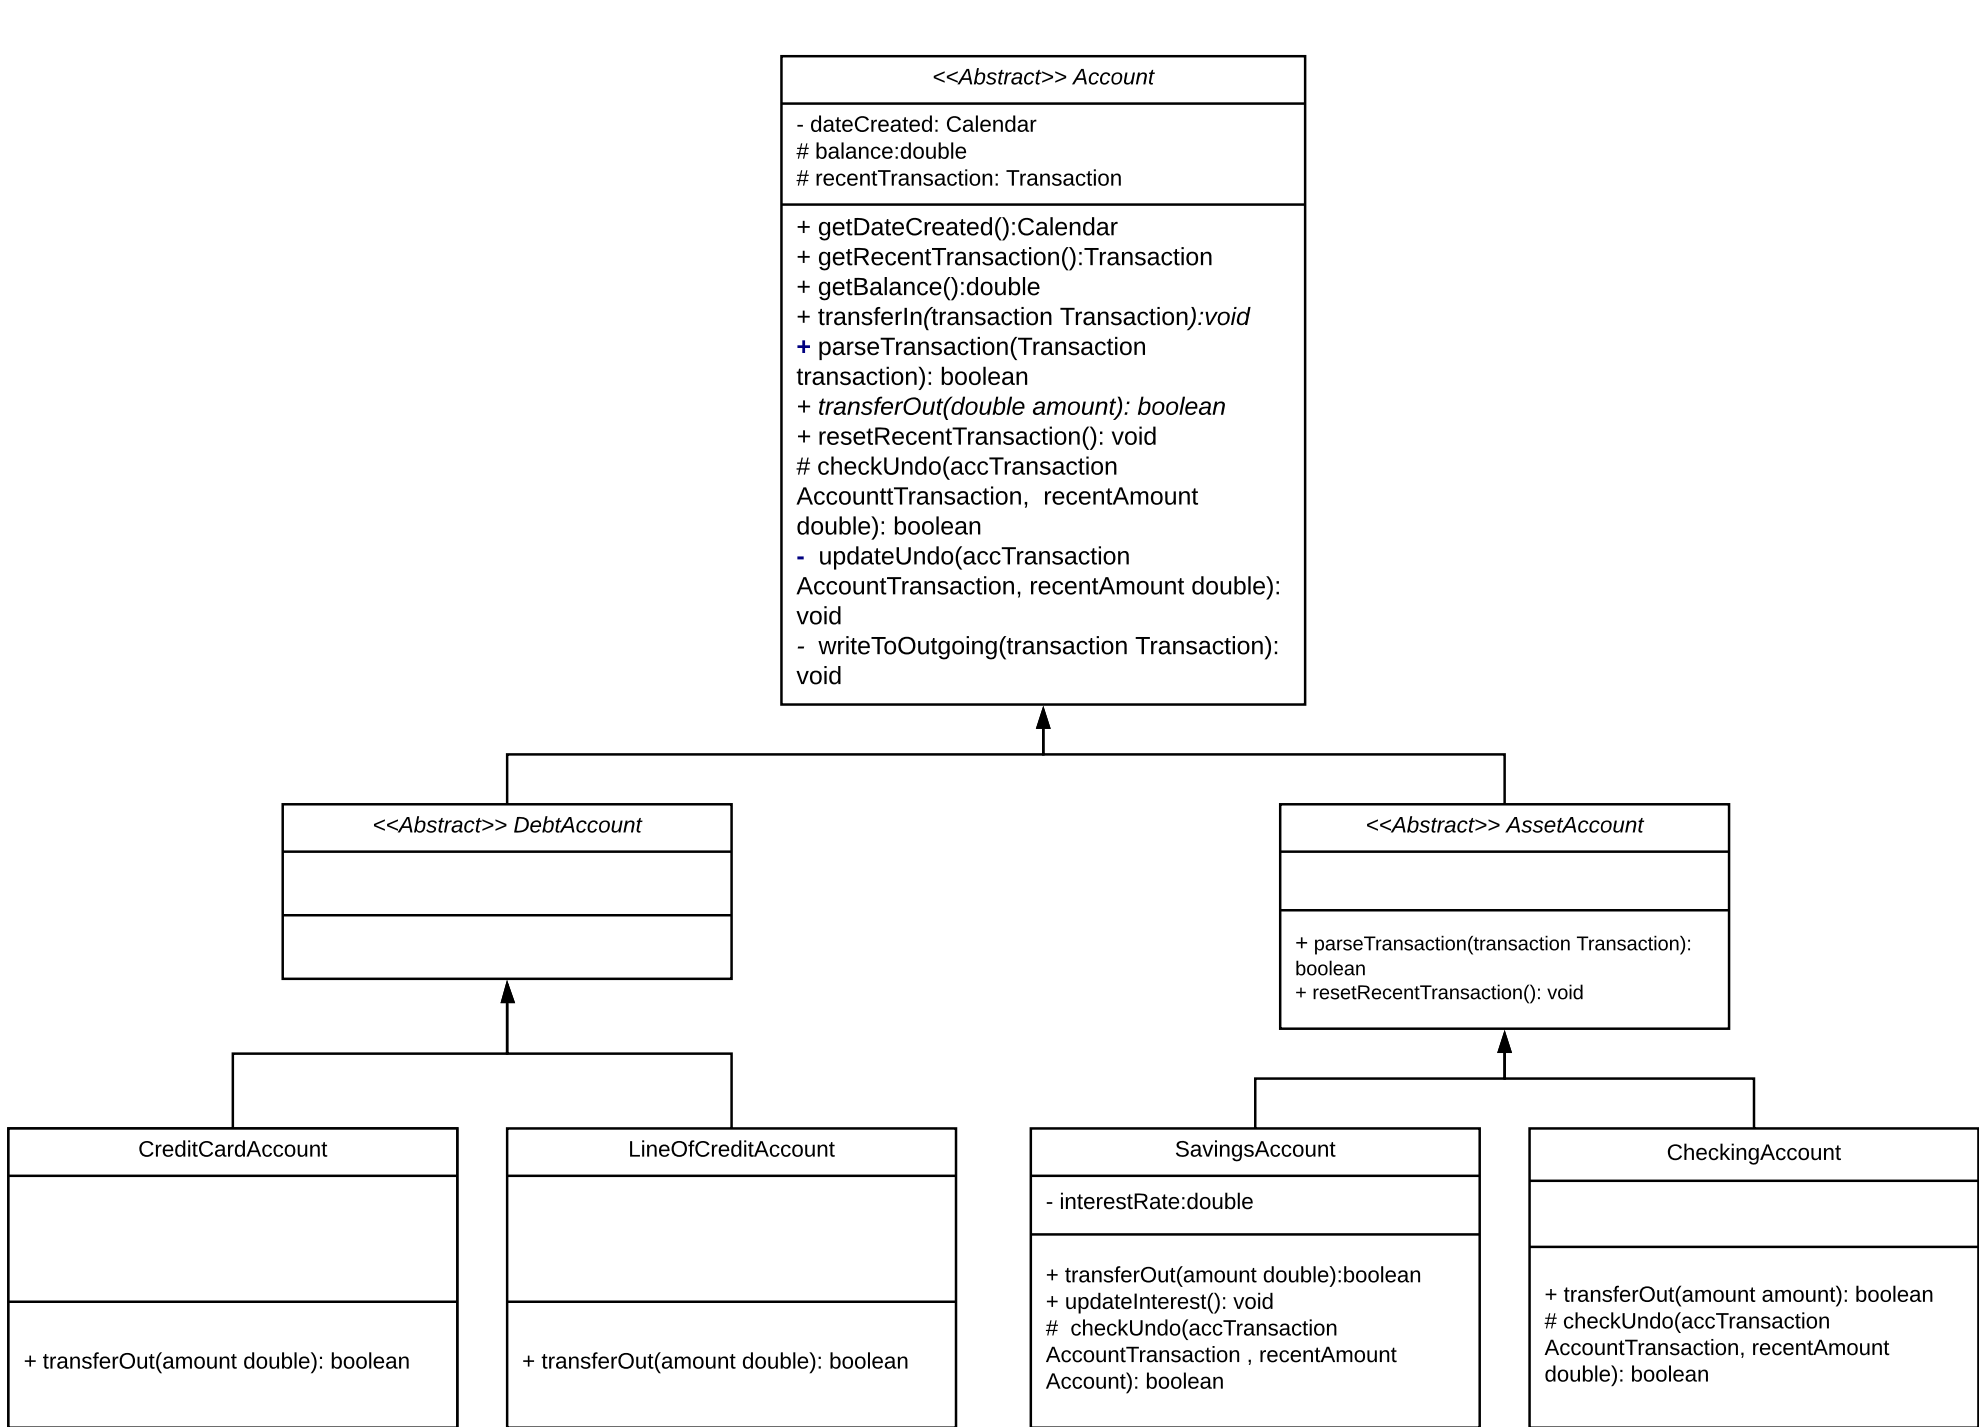 <<Abstract>> Account
- dateCreated: Calendar
# balance:double
# recentTransaction: Transaction
+ getDateCreated():Calendar
+ getRecentTransaction():Transaction
+ getBalance():double
+ transferIn(transaction Transaction):void
+ parseTransaction(Transaction
transaction): boolean
+ transferOut(double amount): boolean
+ resetRecentTransaction(): void
# checkUndo(accTransaction
AccounttTransaction,  recentAmount
double): boolean
-  updateUndo(accTransaction
AccountTransaction, recentAmount double):
void
-  writeToOutgoing(transaction Transaction):
void
<<Abstract>> DebtAccount
<<Abstract>> AssetAccount
+ parseTransaction(transaction Transaction):
boolean
+ resetRecentTransaction(): void
CreditCardAccount
+ transferOut(amount double): boolean
LineOfCreditAccount
+ transferOut(amount double): boolean
SavingsAccount
- interestRate:double
+ transferOut(amount double):boolean
+ updateInterest(): void
#  checkUndo(accTransaction
AccountTransaction , recentAmount
Account): boolean
CheckingAccount
+ transferOut(amount amount): boolean
# checkUndo(accTransaction
AccountTransaction, recentAmount
double): boolean